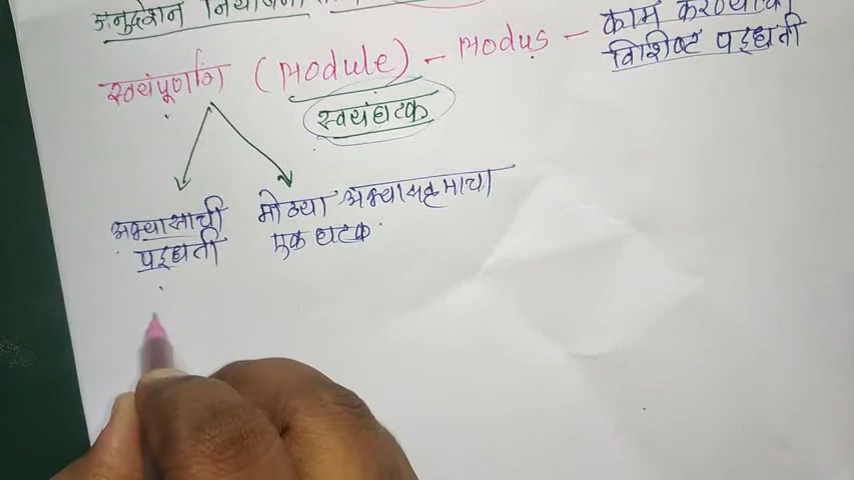 अनुदेशन नियोजना
काम करण्याची
स्वयंपूर्णांग (Module) - Modus - विशिष्ट पद्धती
स्वयंघटक
अभ्यासाची मोठ्या अभ्यासक्रमाचा
पद्धती एक घटक